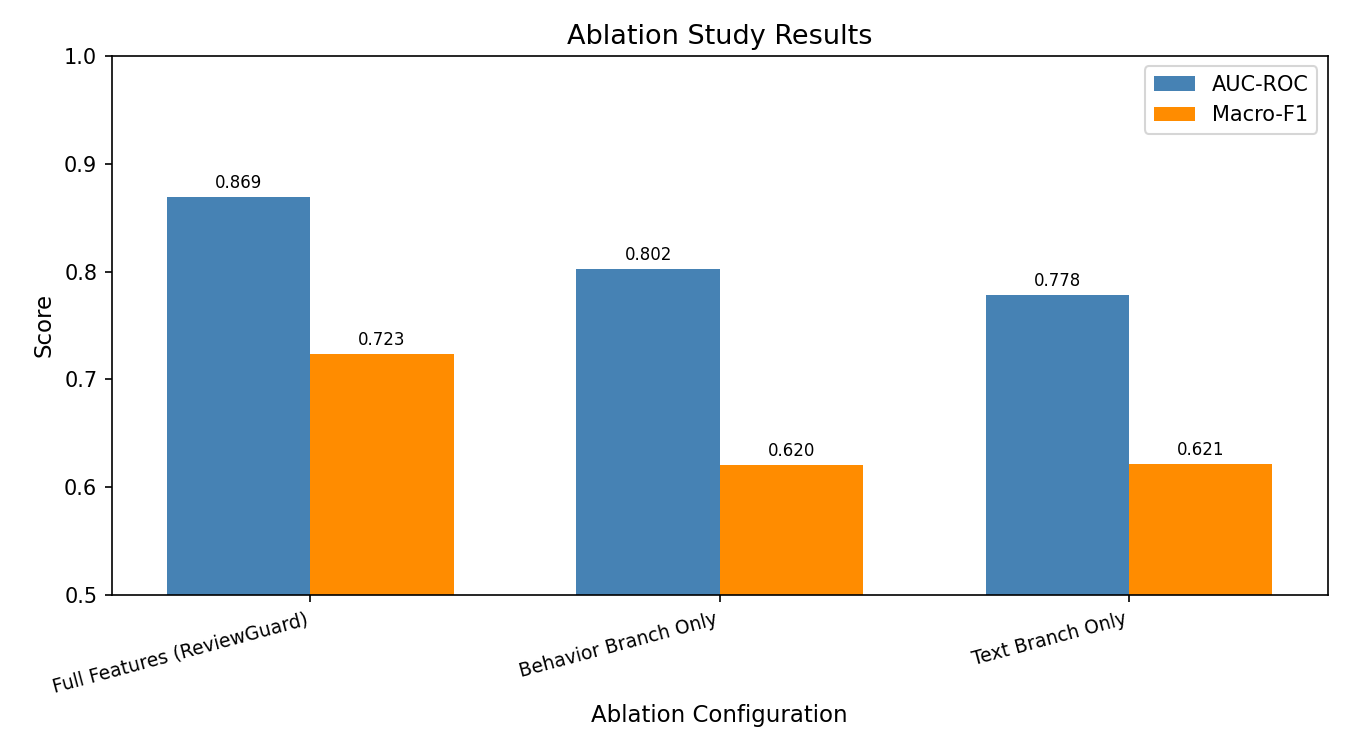 Ablation Study Results
AUC-ROC
Macro-F1
Score
1.0
0.9
0.8
0.7
0.6
0.5
0.869
0.723
0.802
0.620
0.778
0.621
Full Features (ReviewGuard)
Behavior Branch Only
Text Branch Only
Ablation Configuration